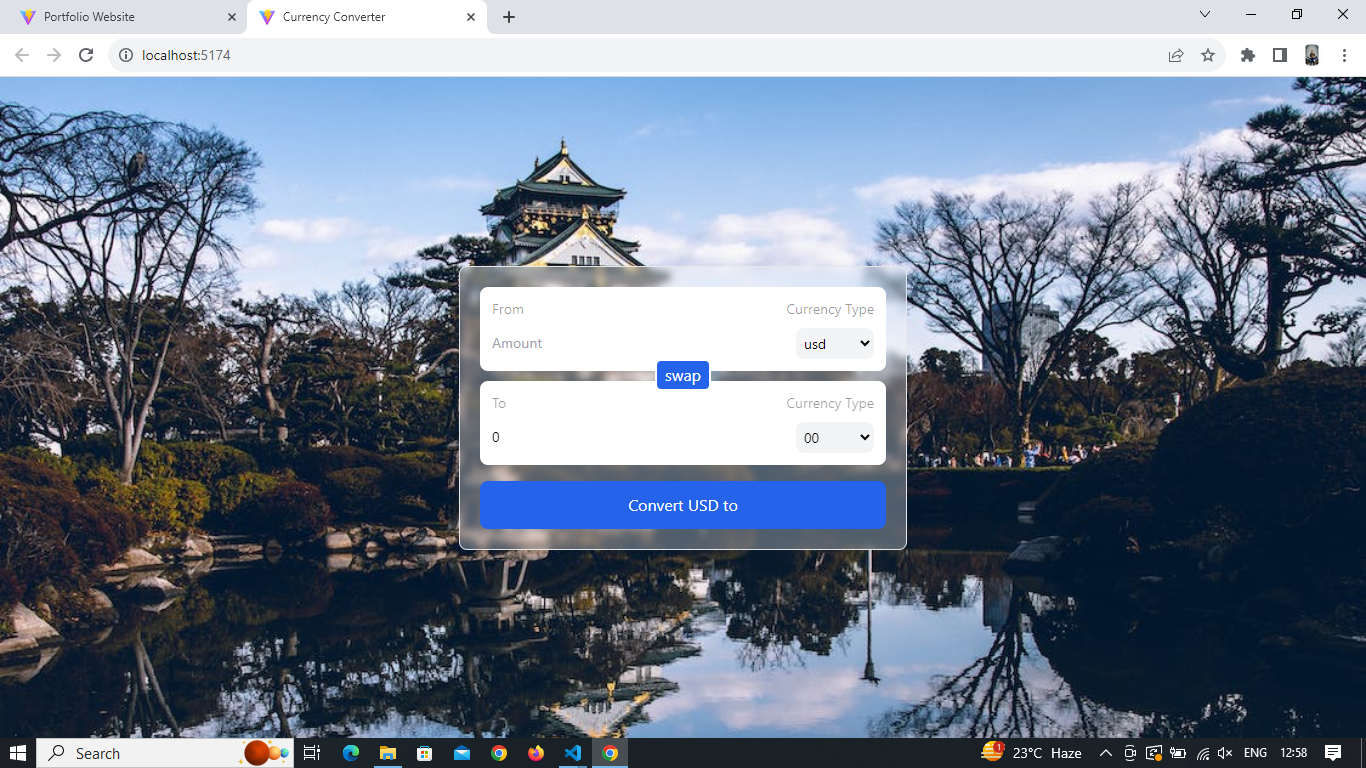 Portfolio Website
Currency Converter
localhost:5174
From
Currency Type
Amount
usd
swap
To
Currency Type
0
00
Convert USD to
Search
1
23°C Haze
ENG
12:58